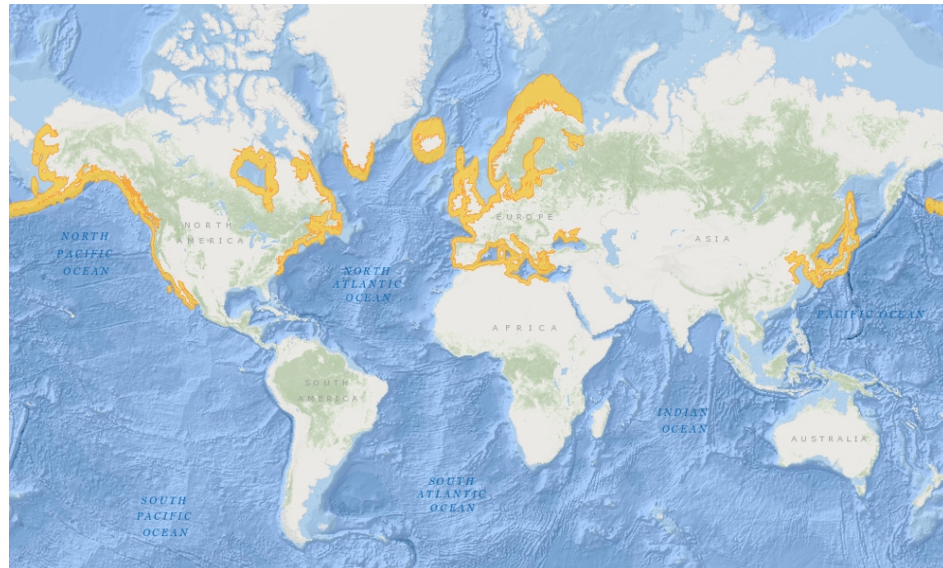 EUROPE
NORTH
AMERICA
ASIA
NORTH
PACIFIC
OCEAN
NORTH
ATLANTIC
OCEAN
PACIFIC OCEAN
AFRICA
SOUTH
AMERICA
INDIAN
OCEAN
AUSTRALIA
SOUTH
ATLANTIC
OCEAN
SOUTH
PACIFIC
OCEAN